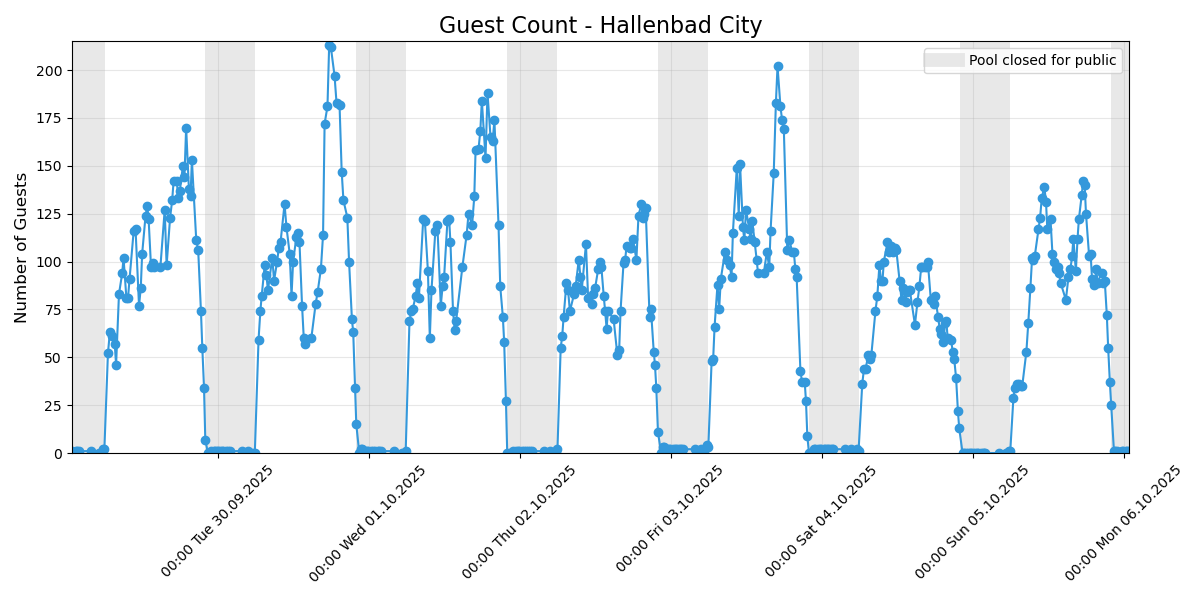 Guest Count - Hallenbad City
Pool closed for public
Number of Guests
200
175
150
125
100
75
50
25
0
00:00 Tue 30.09.2025
00:00 Wed 01.10.2025
00:00 Thu 02.10.2025
00:00 Fri 03.10.2025
00:00 Sat 04.10.2025
00:00 Sun 05.10.2025
00:00 Mon 06.10.2025